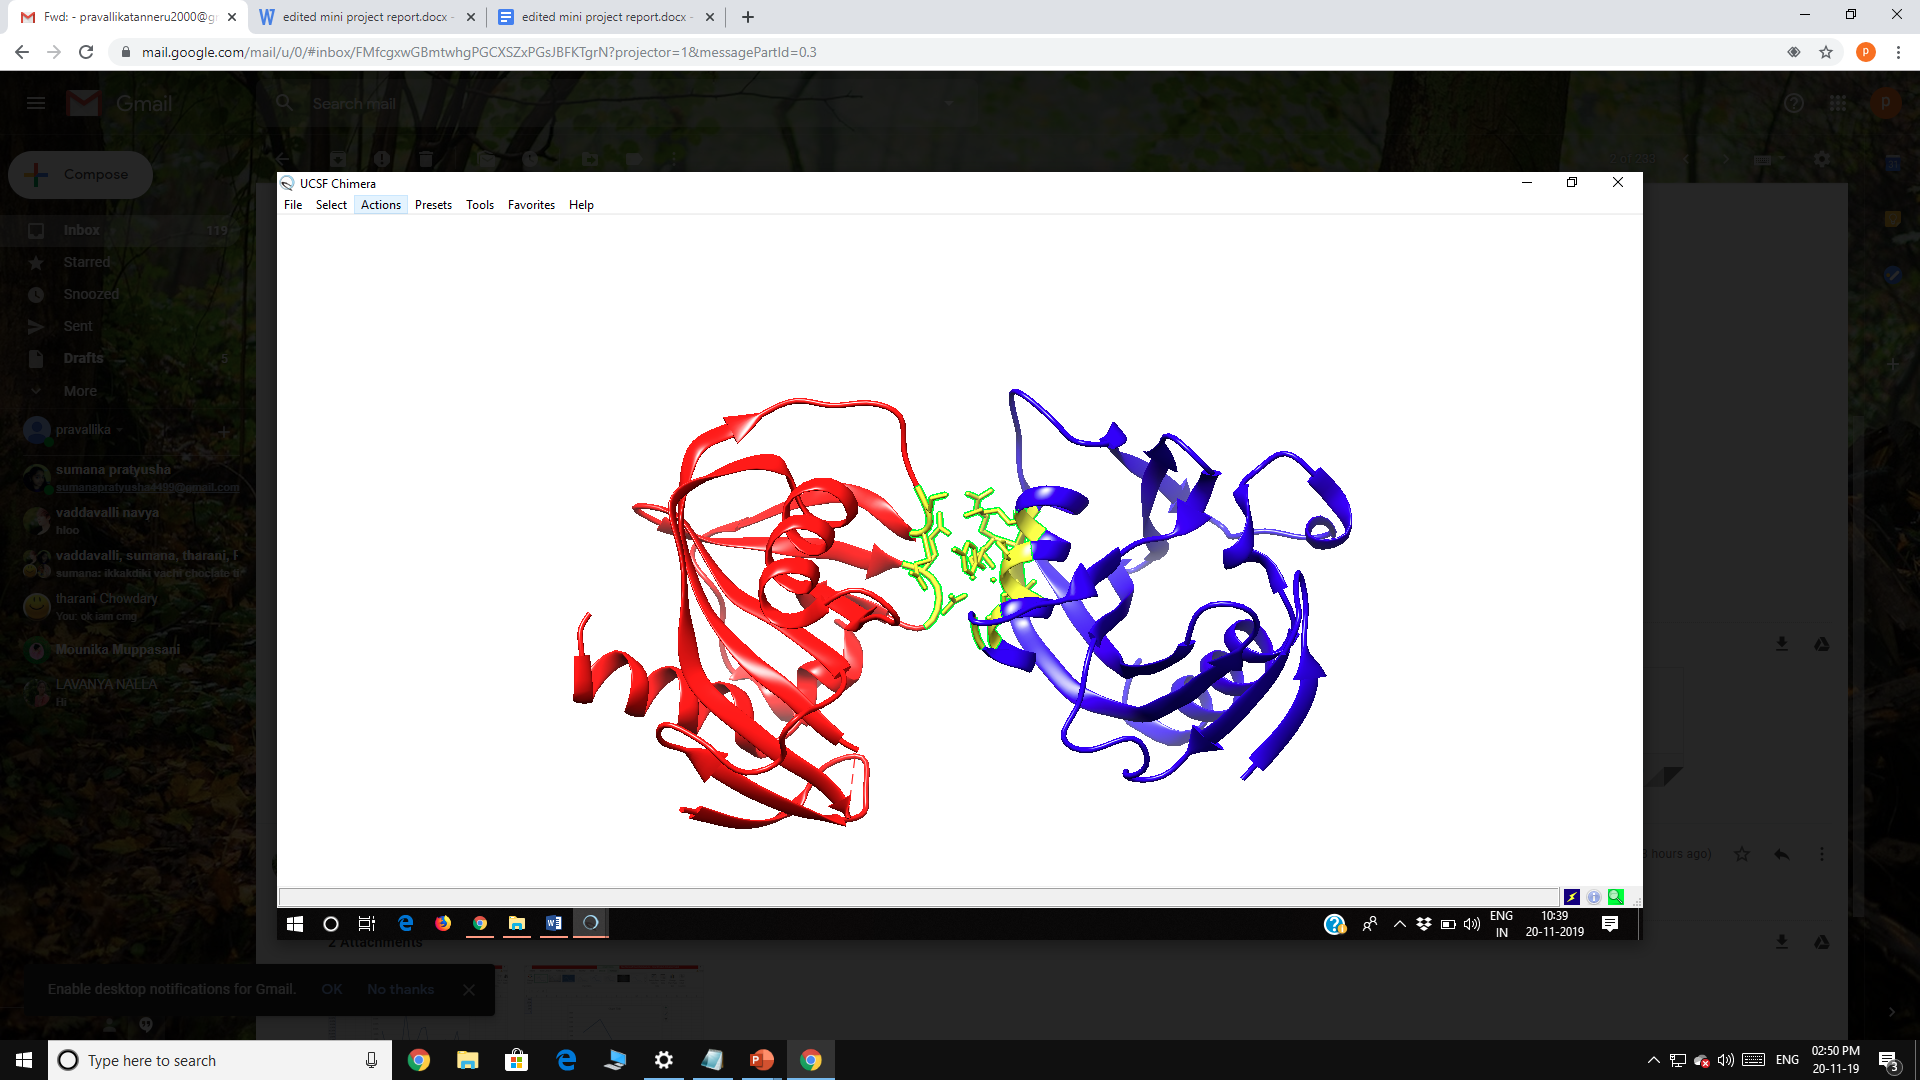 Fwd: - pravallikatanneru2000@g
edited mini project report.docx -
edited mini project report.docx -
mail.google.com/mail/u/0/#inbox/FMfcgxwGBmtwhgPGCXSZxPGsJBFKTgrN?projector=1&messagePartId=0.3
P
Gmail
Search mail
P
Compose
UCSF Chimera
File Select Actions Presets Tools Favorites Help
Inbox 119
Starred
Snoozed
Sent
Drafts 5
More
pravallika
sumana pratyusha
sumanapratyusha4489@gmail.com
vaddavalli navya
hloo
vaddavalli, sumana, tharani, P
sumana: ikkakdiki vachi choclate
tharani Chowdary
You: ok iam cmg
Mounika Muppasani
LAVANYA NALLA
Hi
hours ago)
ENG
IN
10:39
20-11-2019
2 Attachments
Enable desktop notifications for Gmail. OK No thanks
Type here to search
ENG
02:50 PM
20-11-19
3